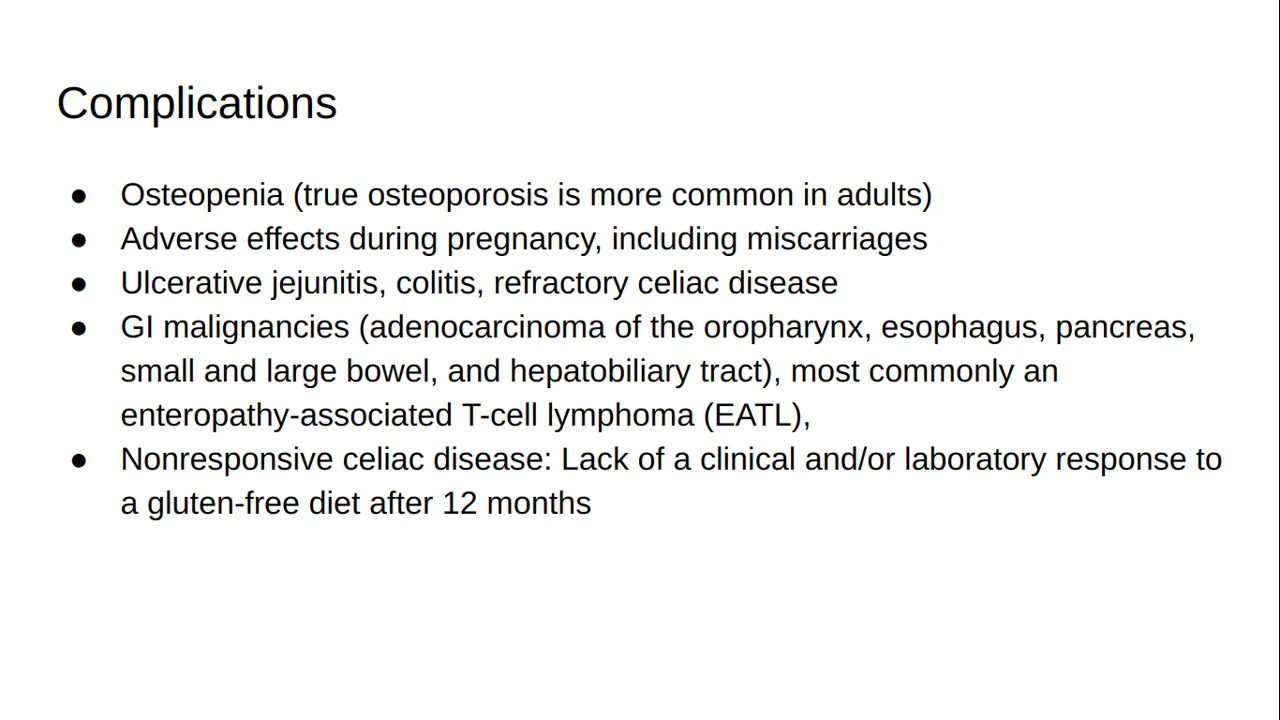 Complications
● Osteopenia (true osteoporosis is more common in adults)
● Adverse effects during pregnancy, including miscarriages
● Ulcerative jejunitis, colitis, refractory celiac disease
● GI malignancies (adenocarcinoma of the oropharynx, esophagus, pancreas,
small and large bowel, and hepatobiliary tract), most commonly an
enteropathy-associated T-cell lymphoma (EATL),
● Nonresponsive celiac disease: Lack of a clinical and/or laboratory response to
a gluten-free diet after 12 months